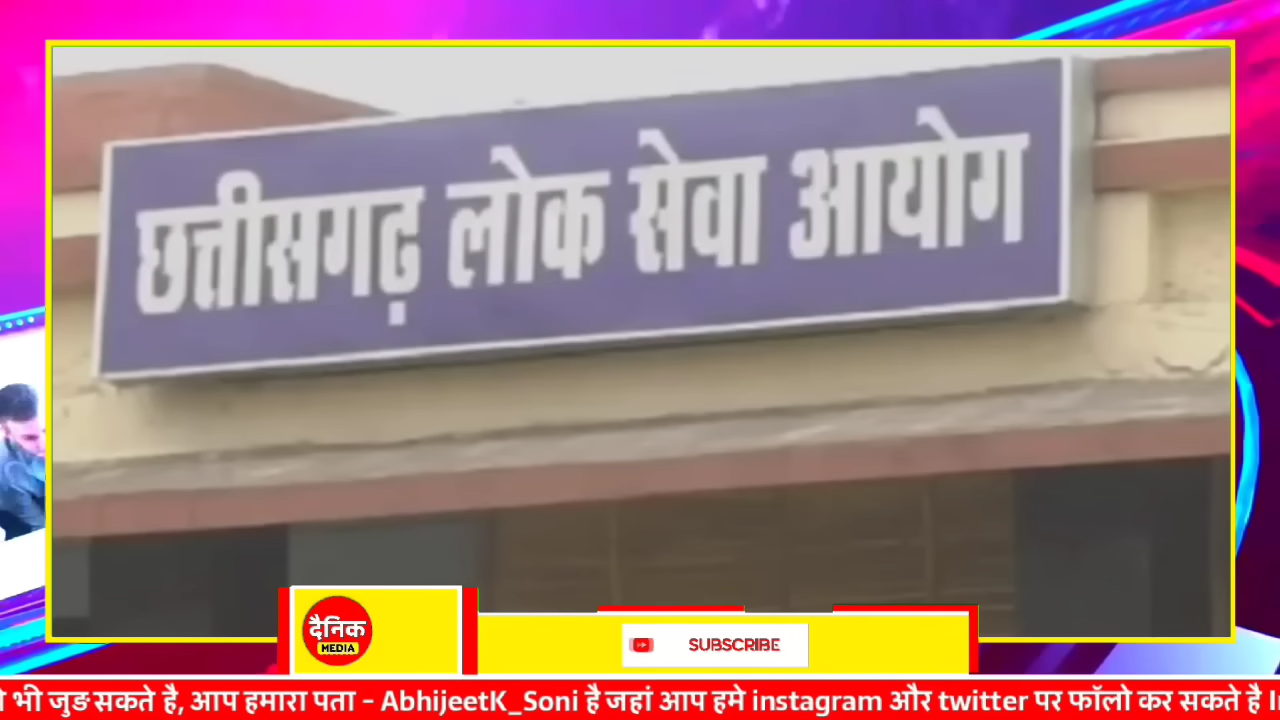 छत्तीसगढ़ लोक सेवा आयोग
दैनिक
MEDIA
SUBSCRIBE
भी जुड सकते है, आप हमारा पता - AbhijeetK_Soni है जहां आप हमे instagram और twitter पर फॉलो कर सकते है